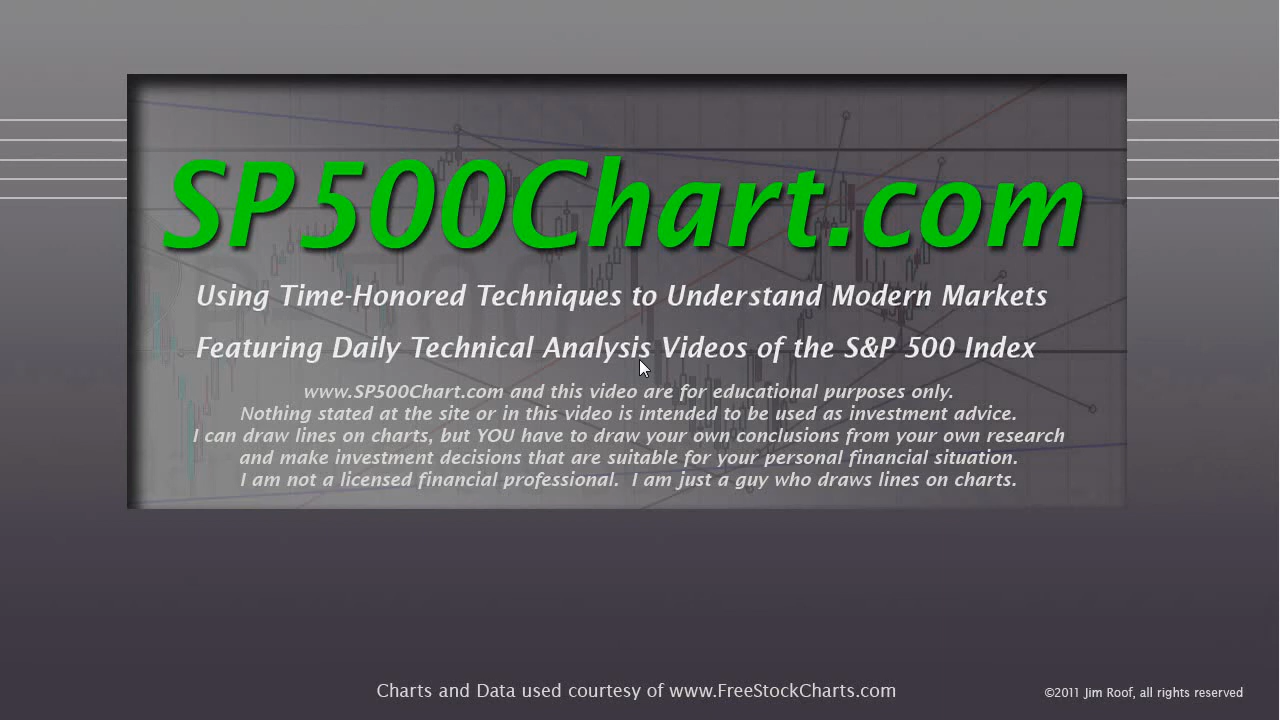 SP500Chart.com
Using Time-Honored Techniques to Understand Modern Markets
Featuring Daily Technical Analysis Videos of the S&P 500 Index
www.SP500Chart.com and this video are for educational purposes only.
Nothing stated at the site or in this video is intended to be used as investment advice.
I can draw lines on charts, but YOU have to draw your own conclusions from your own research
and make investment decisions that are suitable for your personal financial situation.
I am not a licensed financial professional.  I am just a guy who draws lines on charts.
Charts and Data used courtesy of www.FreeStockCharts.com
©2011 Jim Roof, all rights reserved